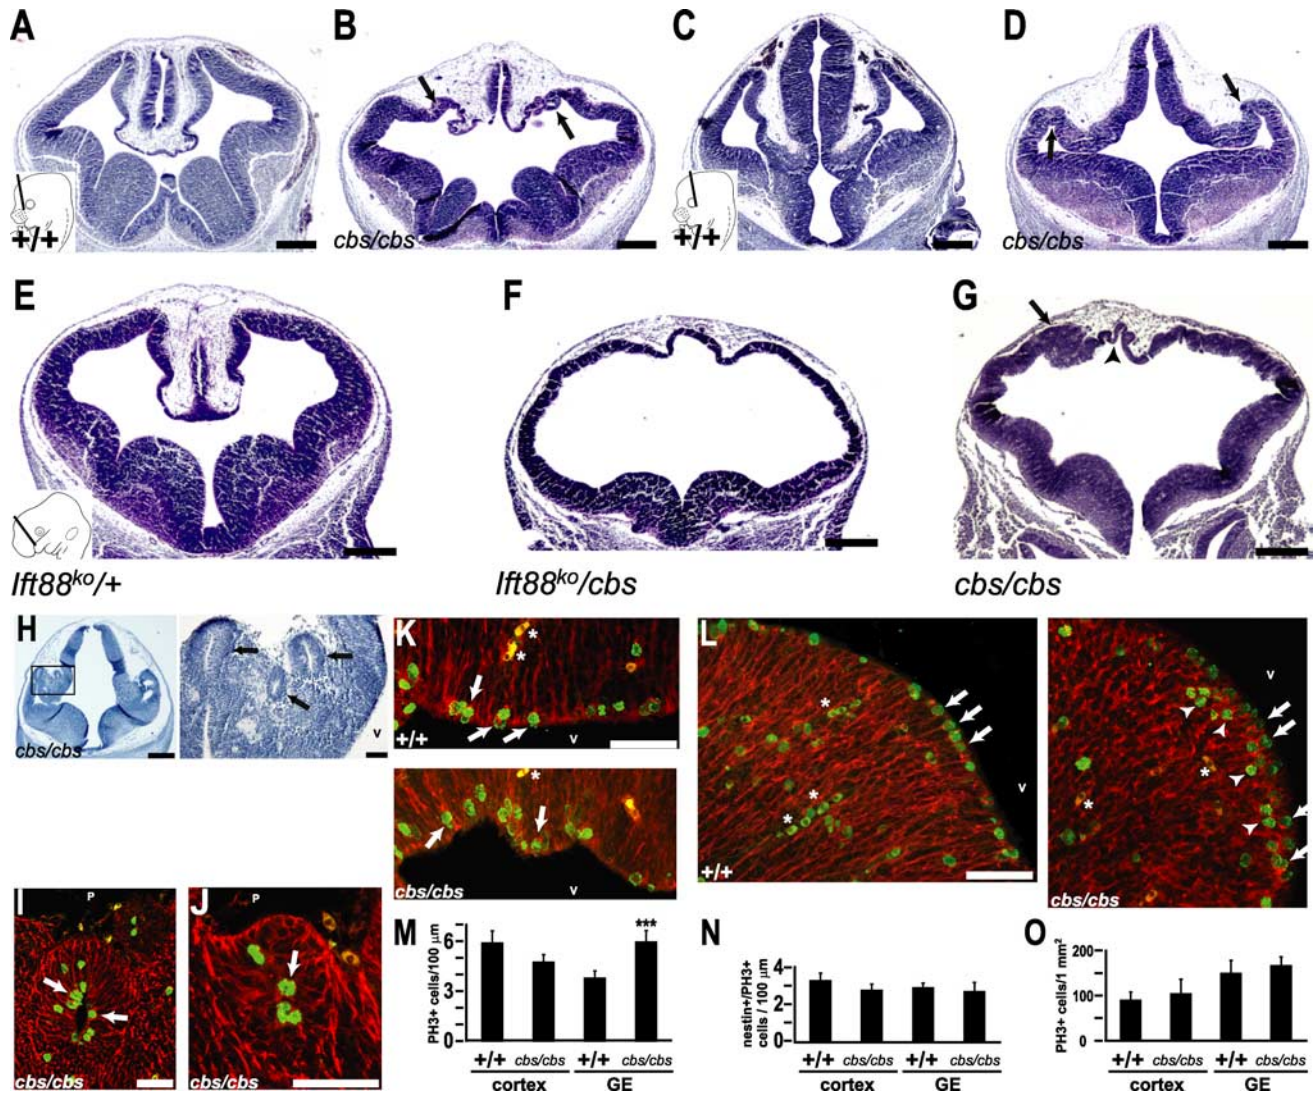 A
B
C
D
+/+
cbs/cbs
+/+
cbs/cbs
E
F
G
Ift88ko/+
Ift88ko/cbs
cbs/cbs
H
cbs/cbs
v
K
* *
+/+
v
*
cbs/cbs
v
L
*
* *
+/+
v
v
*
*
cbs/cbs
I
P
cbs/cbs
J
P
cbs/cbs
M
PH3+ cells/100 μm
6
3
0
***
+/+ cbs/cbs +/+ cbs/cbs
cortex GE
N
nestin+/PH3+
cells / 100 μm
6
4
2
0
+/+ cbs/cbs +/+ cbs/cbs
cortex GE
O
PH3+ cells/1 mm2
200
100
0
+/+ cbs/cbs +/+ cbs/cbs
cortex GE